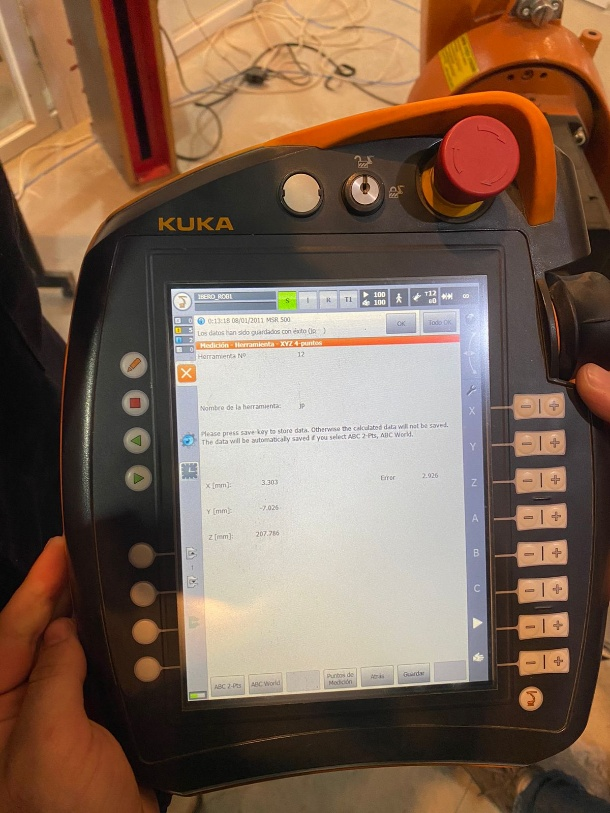 KUKA
IBERO_ROB1
S I R T1 100 100 T12 B0 ∞
0:13:18 08/01/2011 MSR 500
Los datos han sido guardados con éxito (jp )
OK
Todo OK
Medición - Herramienta - XYZ 4-puntos
Herramienta Nº 12
Nombre de la herramienta: jp
Please press save-key to store data. Otherwise the calculated data will not be saved.
The data will be automatically saved if you select ABC 2-Pts, ABC World.
X [mm]: 3.303 Error 2.926
Y [mm]: -7.026
Z [mm]: 207.786
X - +
Y - +
Z - +
A - +
B - +
C - +
- +
- +
ABC 2-Pts
ABC World
Puntos de
Medición
Atrás
Guardar